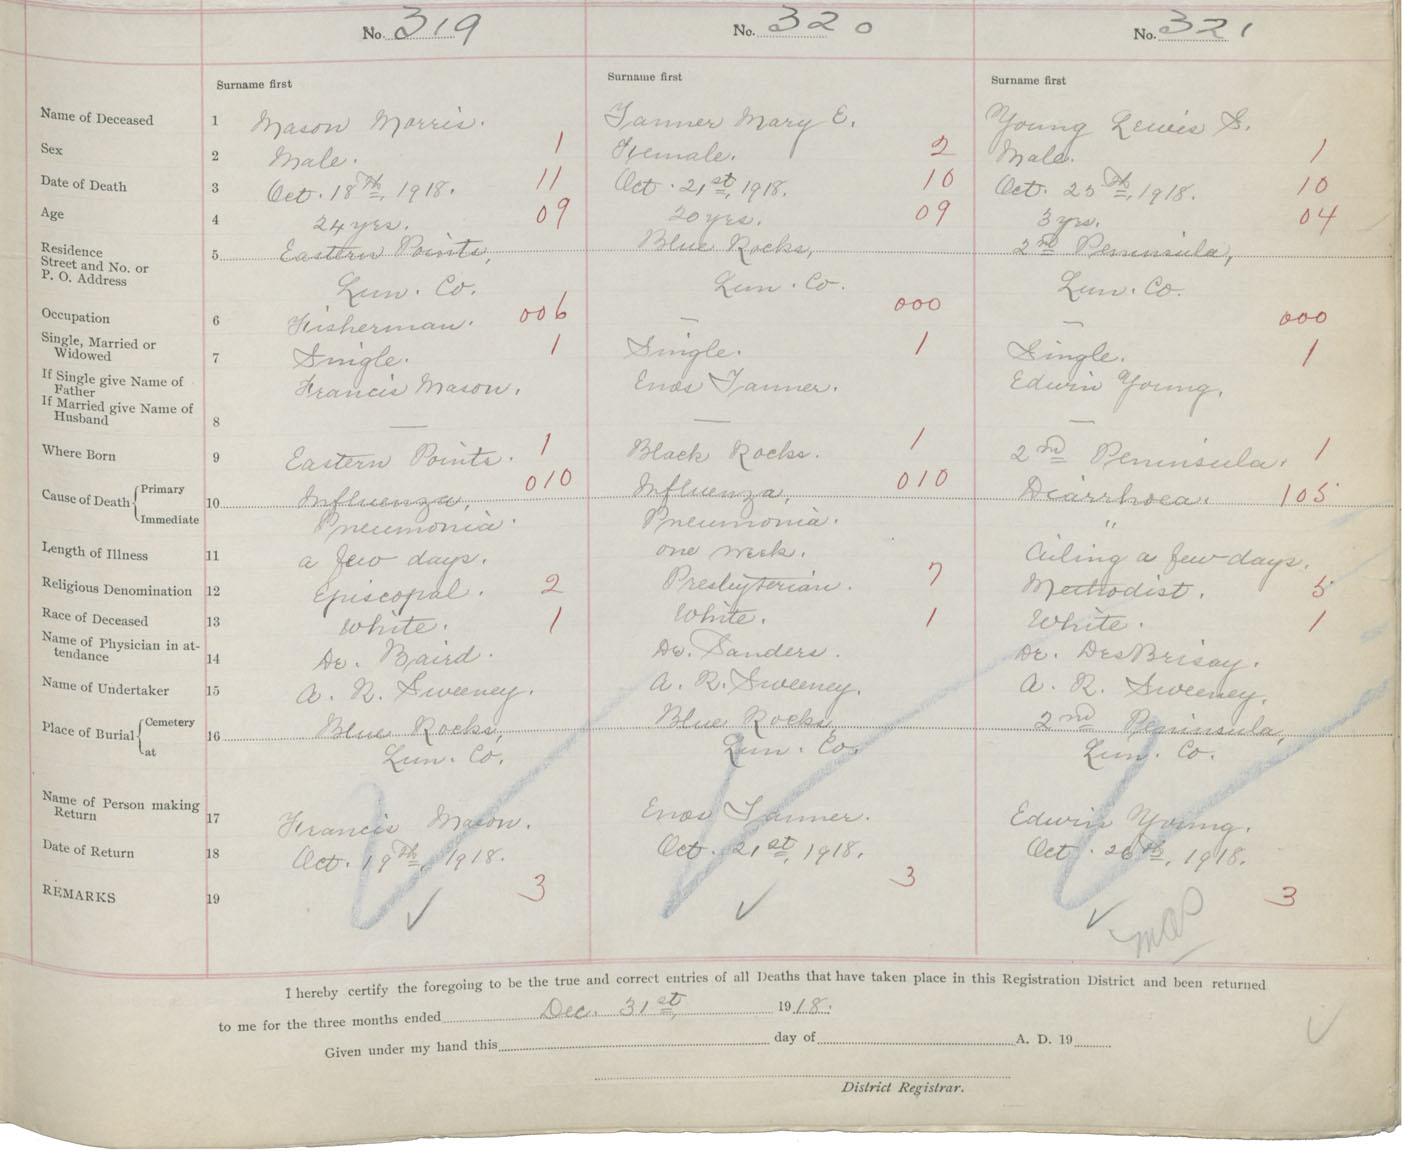 No. 319
No. 320
No. 321
Surname first
Surname first
Surname first
Name of Deceased 1 Mason Morris. Tanner Mary E. Young Lewis S.
Sex 2 Male. 1 Female. 2 Male. 1
Date of Death 3 Oct. 18th, 1918. 11 Oct. 21st, 1918. 10 Oct. 25th, 1918. 10
Age 4 24 yrs. 09 20 yrs. 09 3 yrs. 04
Residence
Street and No. or
P. O. Address
5 Eastern Points, Blue Rocks, 2nd Peninsula,
Lun. Co. Lun. Co. Lun. Co.
Occupation 6 Fisherman. 006 — 000 — 000
Single, Married or
Widowed
7 Single. 1 Single. 1 Single. 1
If Single give Name of
Father
Francis Mason. Enos Tanner. Edwin Young.
If Married give Name of
Husband
8 — — —
Where Born 9 Eastern Points. 1 Black Rocks. 1 2nd Peninsula. 1
Cause of Death Primary
Immediate
10 Influenza, 010 Influenza, 010 Diarrhoea. 105
Pneumonia. Pneumonia. "
Length of Illness 11 a few days. one week. Ailing a few days.
Religious Denomination 12 Episcopal. 2 Presbyterian. 7 Methodist. 5
Race of Deceased 13 White. 1 White. 1 White. 1
Name of Physician in at-
tendance
14 Dr. Baird. Dr. Sanders. Dr. DesBrisay.
Name of Undertaker 15 A. R. Sweeney. A. R. Sweeney. A. R. Sweeney.
Place of Burial Cemetery
at
16 Blue Rocks, Blue Rocks, 2nd Peninsula,
Lun. Co. Lun. Co. Lun. Co.
Name of Person making
Return
17 Francis Mason. Enos Tanner. Edwin Young.
Date of Return 18 Oct. 19th, 1918. Oct. 21st, 1918. Oct. 26th, 1918.
REMARKS 19 3 3 3
I hereby certify the foregoing to be the true and correct entries of all Deaths that have taken place in this Registration District and been returned
to me for the three months ended Dec. 31st, 1918.
Given under my hand this day of A. D. 19
District Registrar.